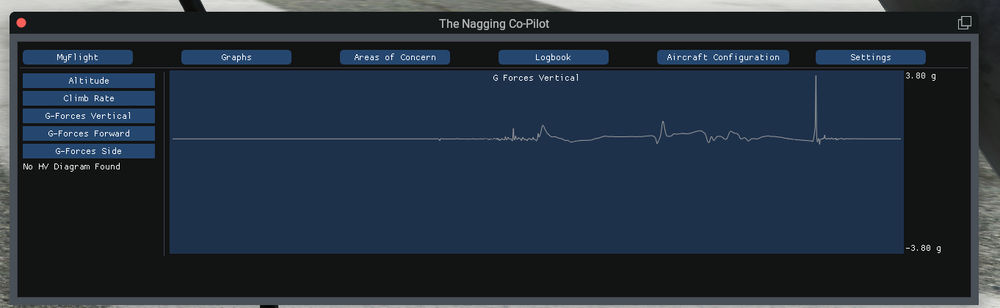 The Nagging Co-Pilot
MyFlight Graphs Areas of Concern Logbook Aircraft Configuration Settings
Altitude
Climb Rate
G-Forces Vertical
G-Forces Forward
G-Forces Side
No HV Diagram Found
G Forces Vertical
3.80 g
-3.80 g